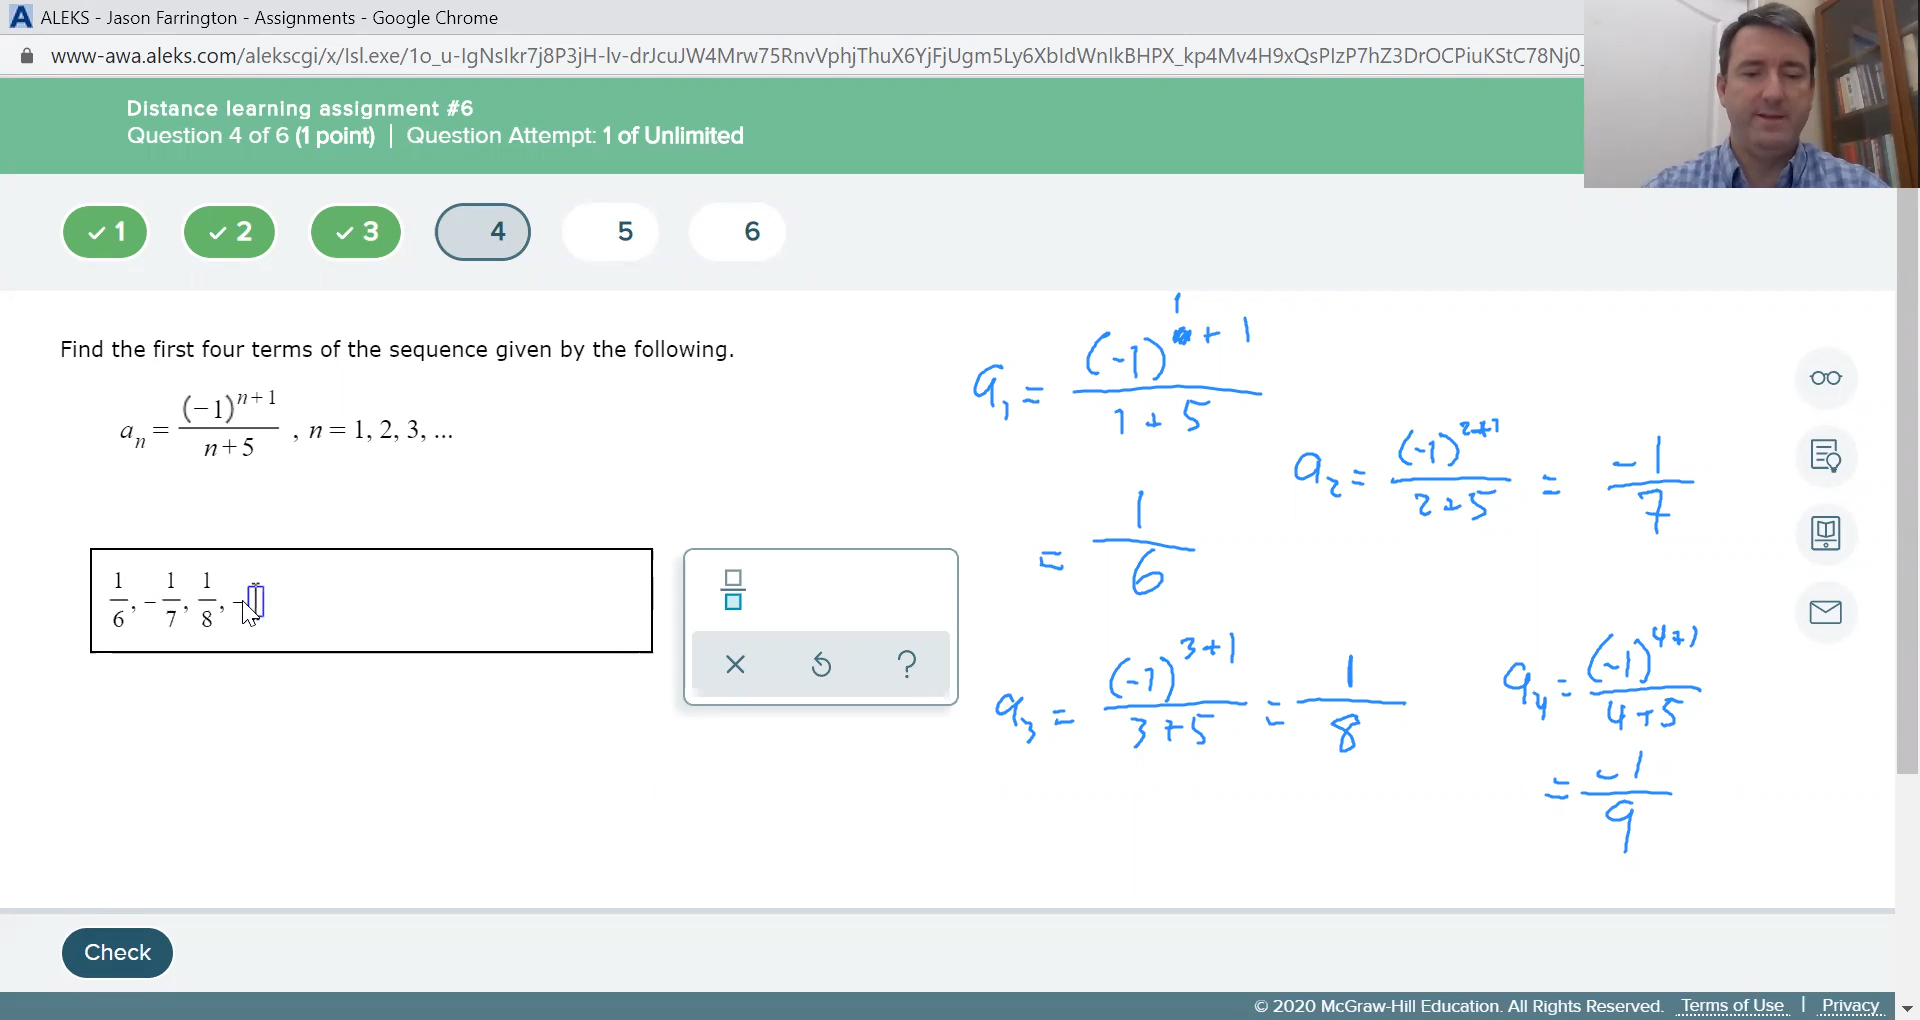 ALEKS - Jason Farrington - Assignments - Google Chrome
www-awa.aleks.com/alekscgi/x/Isl.exe/1o_u-IgNsIkr7j8P3jH-lv-drJcuJW4Mrw75RnvVphjThuX6YjFjUgm5Ly6XbIdWnIkBHPX_kp4Mv4H9xQsPIzP7hZ3DrOCPiuKStC78Nj0_
Distance learning assignment #6
Question 4 of 6 (1 point) | Question Attempt: 1 of Unlimited
✓ 1 ✓ 2 ✓ 3 4 5 6
Find the first four terms of the sequence given by the following.
a_n = (-1)^(n+1) / (n+5) , n = 1, 2, 3, ...
1/6, -1/7, 1/8, -
a_1 = (-1)^(1+1) / (1+5)
= 1/6
a_2 = (-1)^(2+1) / (2+5) = -1/7
a_3 = (-1)^(3+1) / (3+5) = 1/8
a_4 = (-1)^(4+1) / (4+5)
= -1/9
Check
© 2020 McGraw-Hill Education. All Rights Reserved. Terms of Use | Privacy